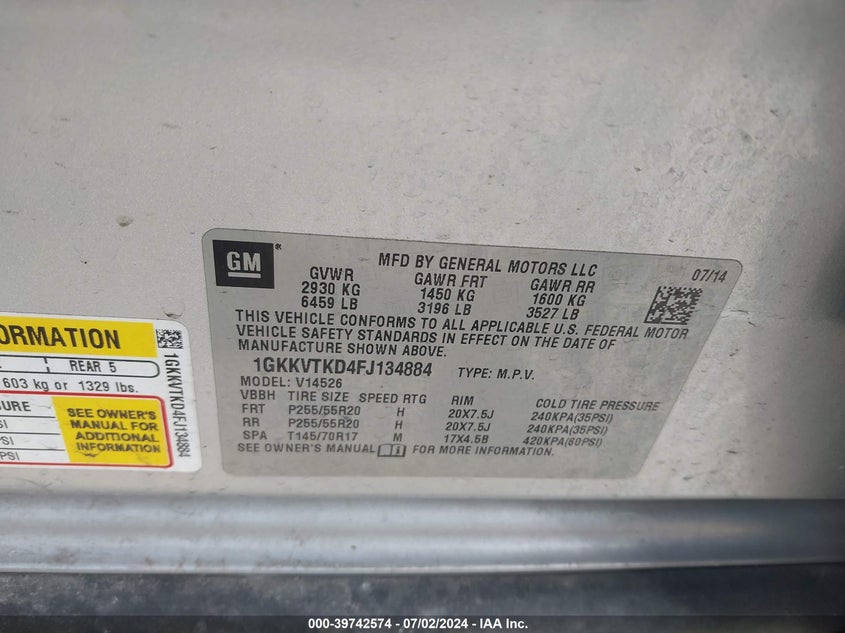 GM®
MFD BY GENERAL MOTORS LLC
07/14
GVWR GAWR FRT GAWR RR
2930 KG 1450 KG 1600 KG
6459 LB 3196 LB 3527 LB
THIS VEHICLE CONFORMS TO ALL APPLICABLE U.S. FEDERAL MOTOR
VEHICLE SAFETY STANDARDS IN EFFECT ON THE DATE OF
MANUFACTURE SHOWN ABOVE.
1GKKVTKD4FJ134884 TYPE: M.P.V.
MODEL: V14526
VBBH TIRE SIZE SPEED RTG RIM COLD TIRE PRESSURE
FRT P255/55R20 H 20X7.5J 240KPA(35PSI)
RR P255/55R20 H 20X7.5J 240KPA(35PSI)
SPA T145/70R17 M 17X4.5B 420KPA(60PSI)
SEE OWNER'S MANUAL FOR MORE INFORMATION.
ORMATION
REAR 5
603 kg or 1329 lbs.
SURE
SI
PSI
PSI
SEE OWNER'S
MANUAL FOR
ADDITIONAL
INFORMATION
1GKKVTKD4FJ134884
000-39742574 - 07/02/2024 - IAA Inc.